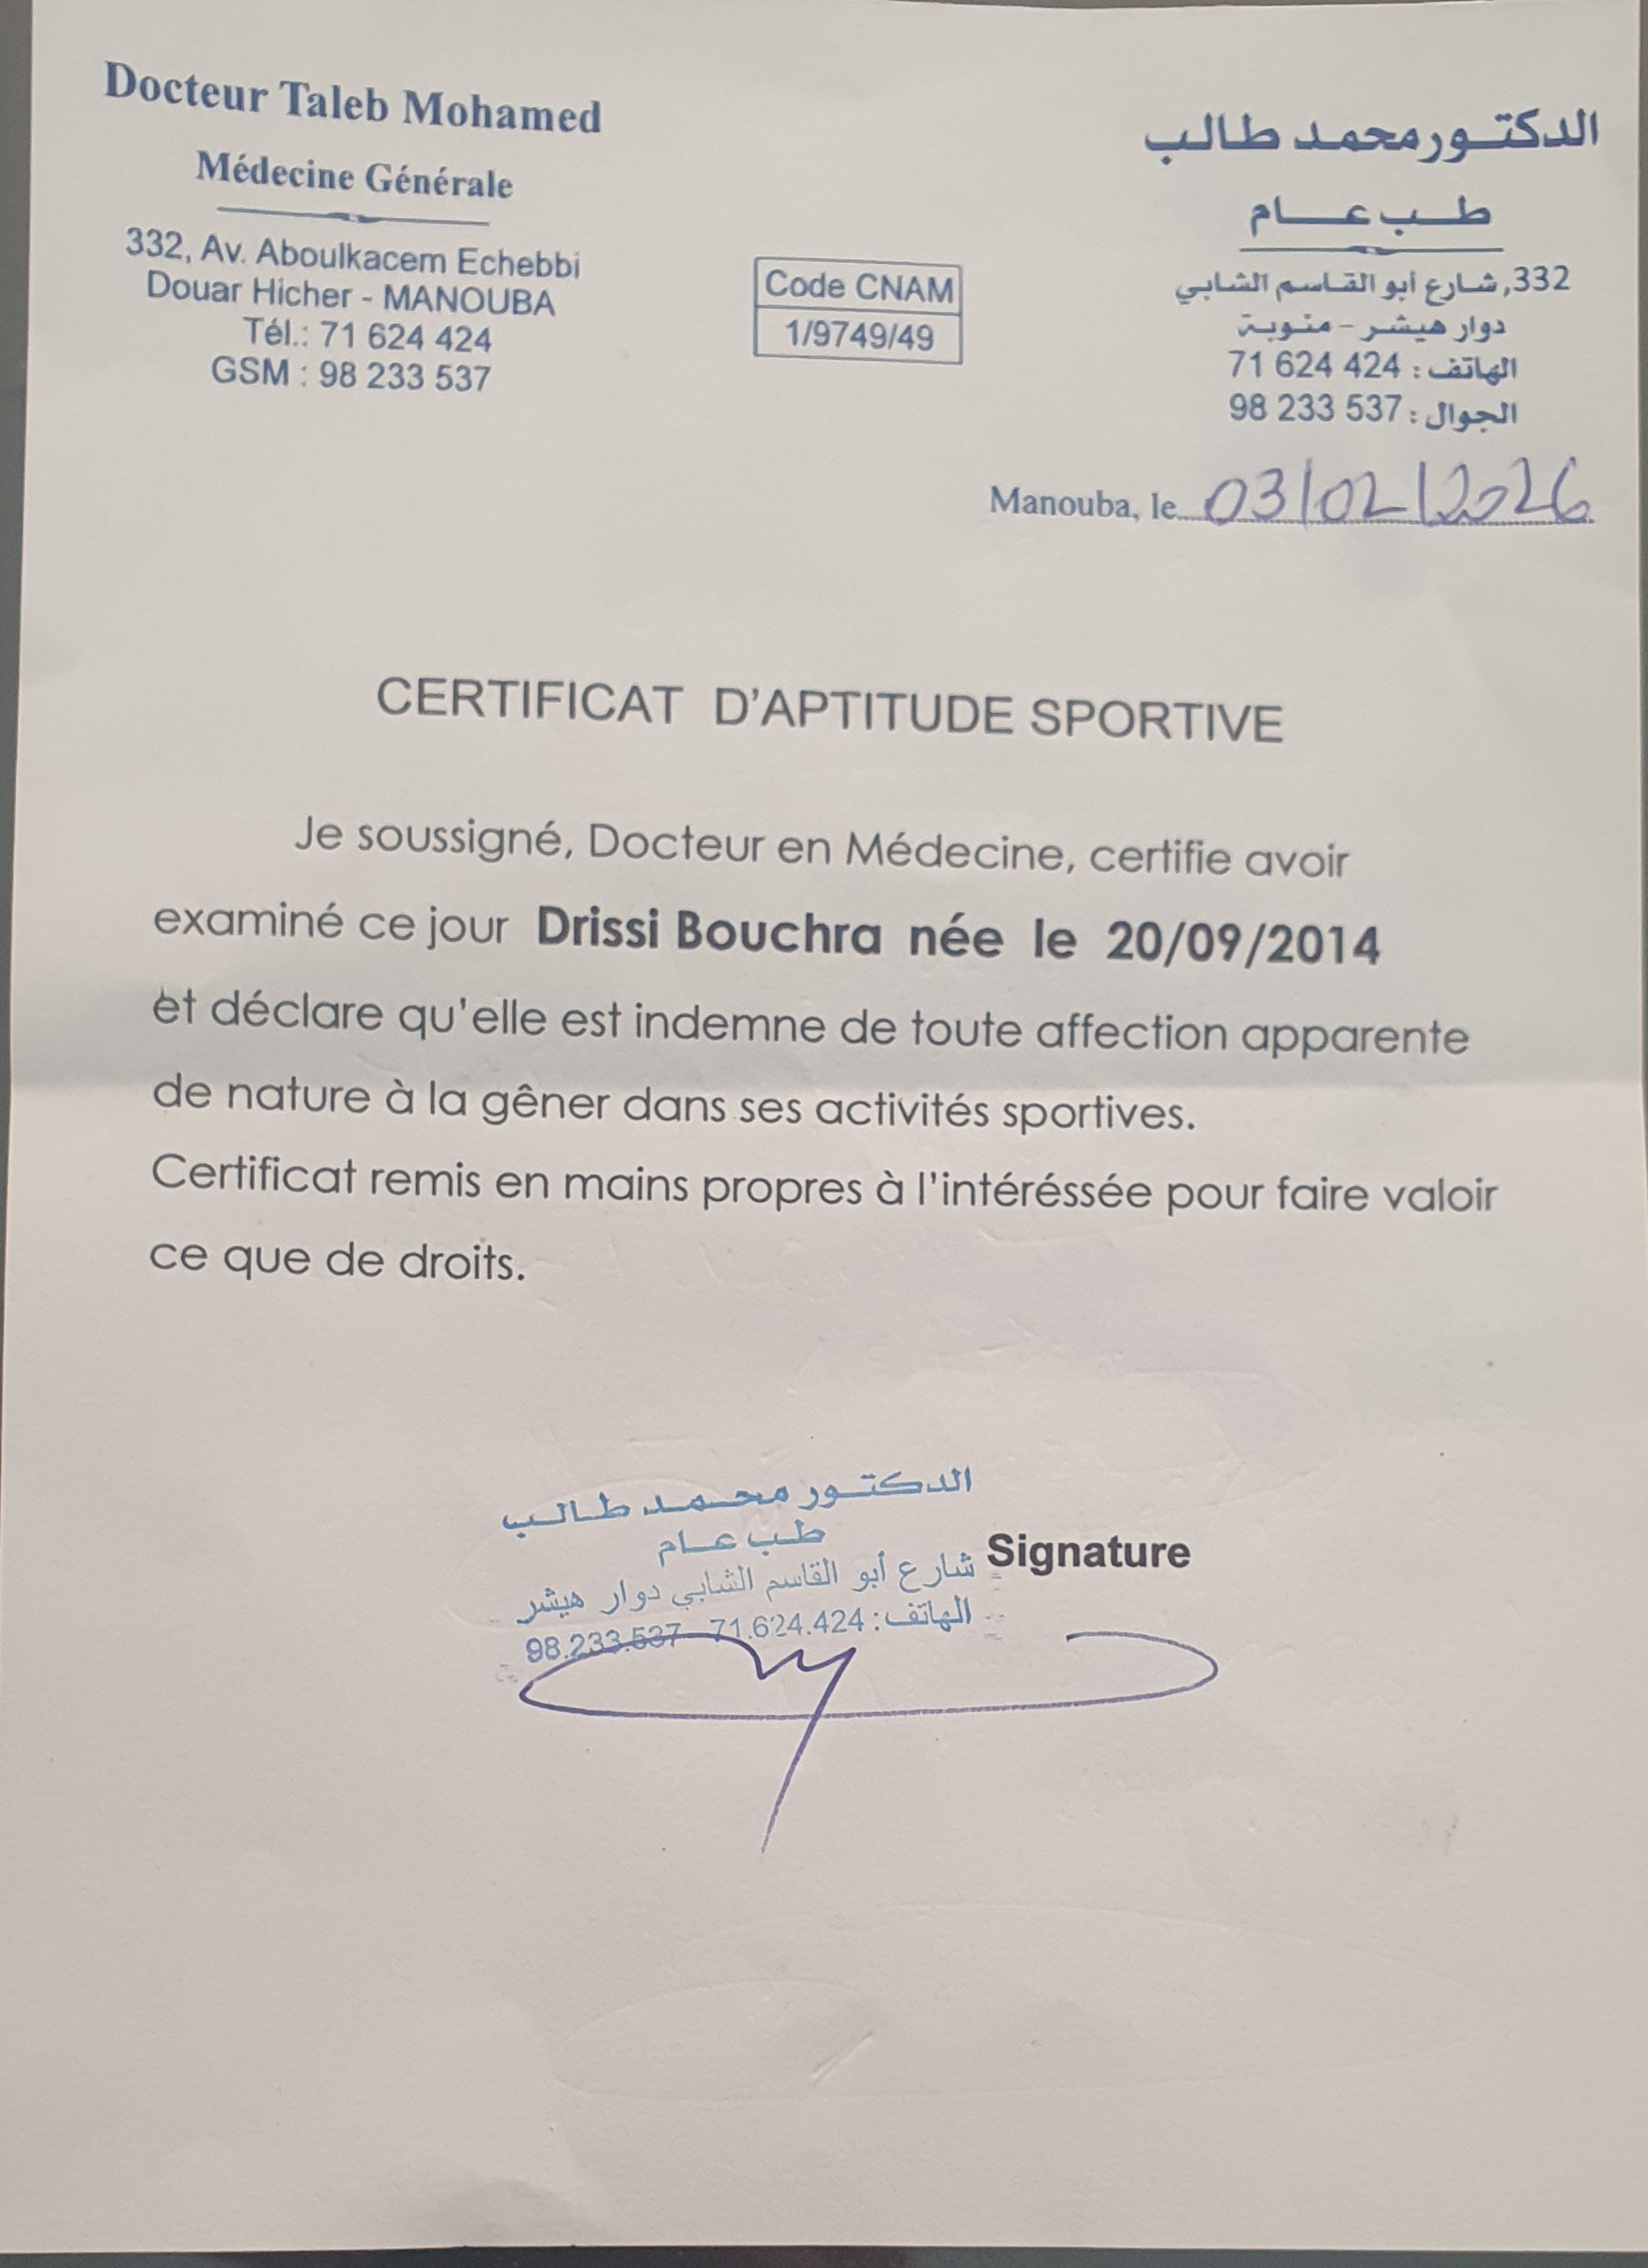 Docteur Taleb Mohamed
Médecine Générale
332, Av. Aboulkacem Echebbi
Douar Hicher - MANOUBA
Tél.: 71 624 424
GSM : 98 233 537
Code CNAM
1/9749/49
الدكتور محمد طالب
طب عام
332, شارع أبو القاسم الشابي
دوار هيشر - منوبة
الهاتف : 71 624 424
الجوال : 98 233 537
Manouba, le 03/02/2026
CERTIFICAT D'APTITUDE SPORTIVE
Je soussigné, Docteur en Médecine, certifie avoir
examiné ce jour Drissi Bouchra née le 20/09/2014
et déclare qu'elle est indemne de toute affection apparente
de nature à la gêner dans ses activités sportives.
Certificat remis en mains propres à l'intéréssée pour faire valoir
ce que de droits.
الدكتور محمد طالب
طب عام
شارع أبو القاسم الشابي دوار هيشر
الهاتف : 71.624.424 98.233.537
Signature